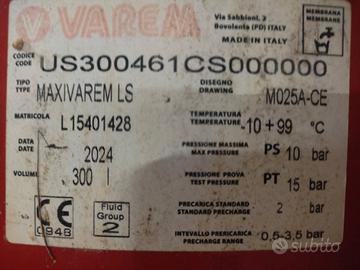 VAREM
Via Sabbioni, 2
Bovolenta (PD) ITALY
MADE IN ITALY
MEMBRANA
MEMBRANE
CODICE
CODE
US300461CS000000
TIPO
TYPE
MAXIVAREM LS
DISEGNO
DRAWING
M025A-CE
MATRICOLA
L15401428
TEMPERATURA
TEMPERATURE
-10 +99 °C
DATA
DATE
2024
PRESSIONE MASSIMA
MAX PRESSURE
PS 10 bar
VOLUME
300 l
PRESSIONE PROVA
TEST PRESSURE
PT 15 bar
CE
0948
Fluid
Group
2
PRECARICA STANDARD
STANDARD PRECHARGE
2 bar
INTERVALLO PRERICARICA
PRECHARGE RANGE
0,5-3,5 bar
subito